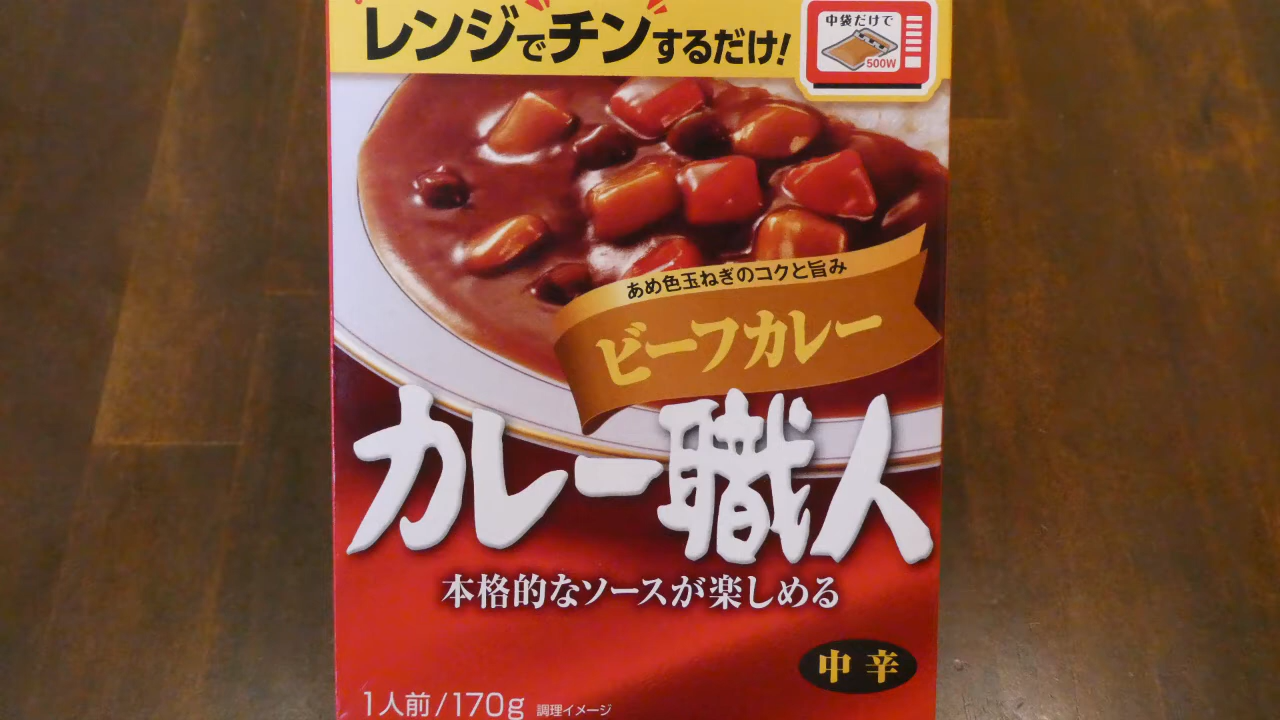 レンジでチンするだけ!
中袋だけで
500W
あめ色玉ねぎのコクと旨み
ビーフカレー
カレー職人
本格的なソースが楽しめる
中辛
1人前/170g 調理イメージ